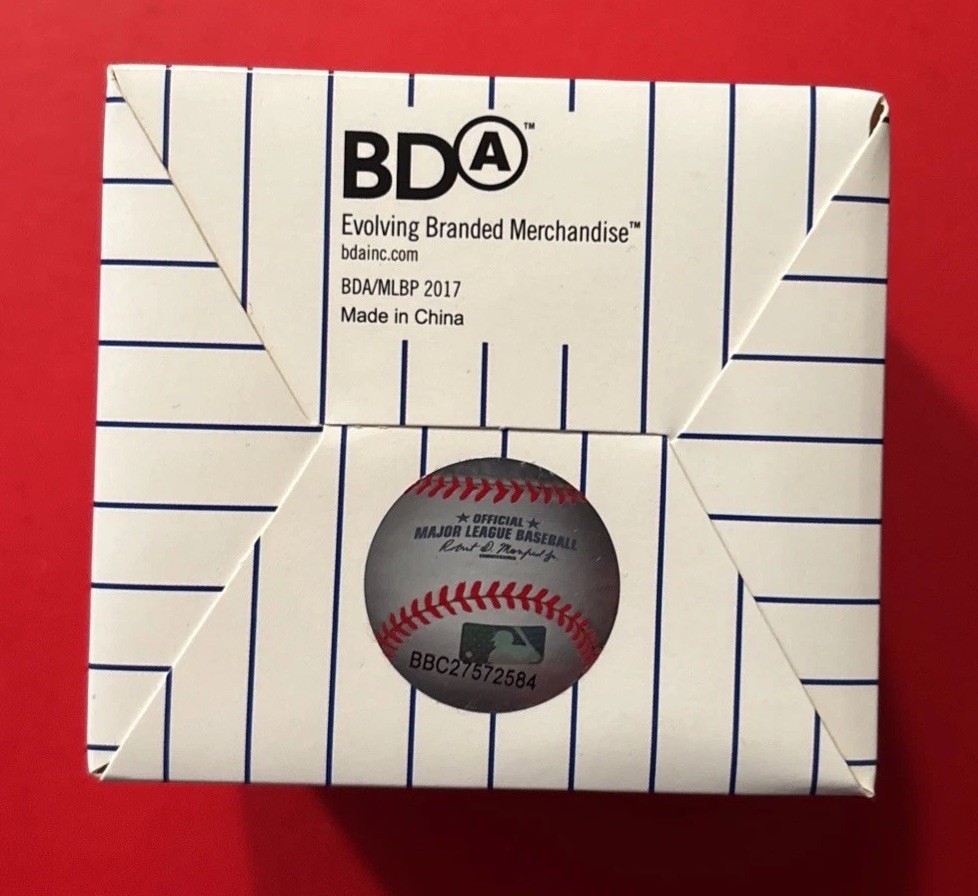 BDA™
Evolving Branded Merchandise™
bdainc.com
BDA/MLBP 2017
Made in China
★ OFFICIAL ★
MAJOR LEAGUE BASEBALL
BBC27572584